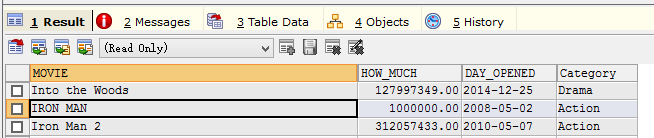 1 Result 2 Messages 3 Table Data 4 Objects 5 History
(Read Only)
MOVIE HOW_MUCH DAY_OPENED Category
Into the Woods 127997349.00 2014-12-25 Drama
IRON MAN 1000000.00 2008-05-02 Action
Iron Man 2 312057433.00 2010-05-07 Action